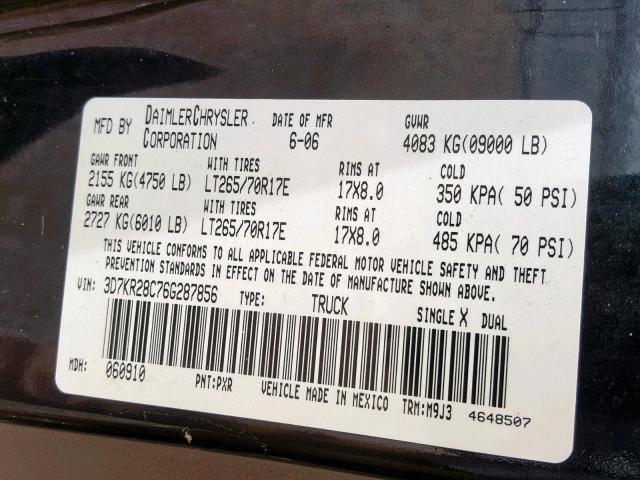 MFD BY DAIMLERCHRYSLER CORPORATION DATE OF MFR 6-06 GVWR 4083 KG(09000 LB)
GAWR FRONT WITH TIRES RIMS AT COLD
2155 KG(4750 LB) LT265/70R17E 17X8.0 350 KPA( 50 PSI)
GAWR REAR WITH TIRES RIMS AT COLD
2727 KG(6010 LB) LT265/70R17E 17X8.0 485 KPA( 70 PSI)
THIS VEHICLE CONFORMS TO ALL APPLICABLE FEDERAL MOTOR VEHICLE SAFETY AND THEFT
PREVENTION STANDARDS IN EFFECT ON THE DATE OF MANUFACTURE SHOWN ABOVE.
VIN: 3D7KR28C76G287856 TYPE: TRUCK SINGLE X DUAL
MDH: 060910 PNT:PXR VEHICLE MADE IN MEXICO TRM:M9J3 4648507